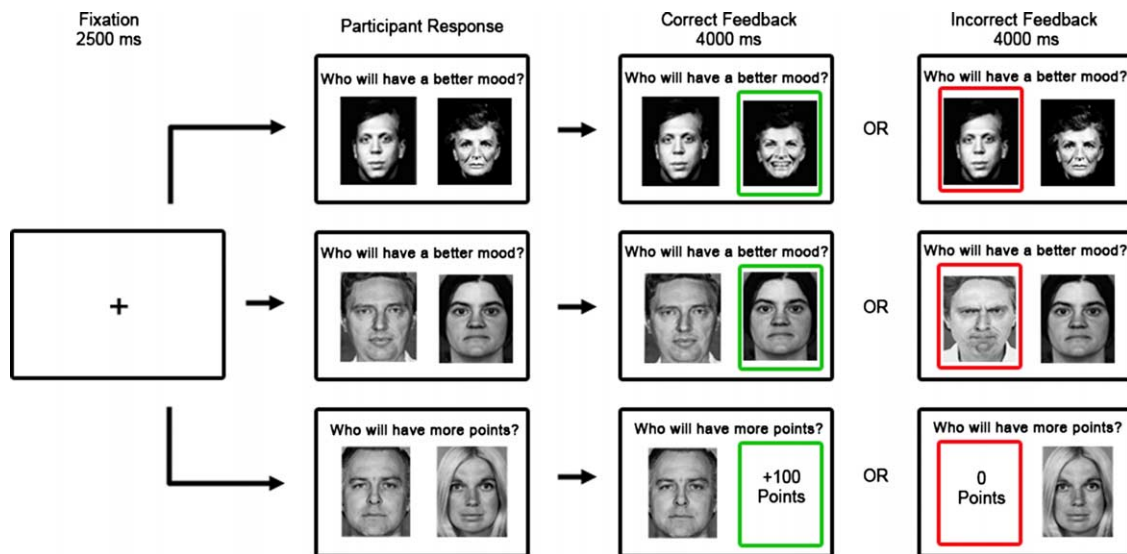 Fixation
2500 ms
Participant Response
Correct Feedback
4000 ms
Incorrect Feedback
4000 ms
Who will have a better mood?
Who will have a better mood?
OR
Who will have a better mood?
+
Who will have a better mood?
Who will have a better mood?
OR
Who will have a better mood?
Who will have more points?
Who will have more points?
+100
Points
OR
Who will have more points?
0
Points